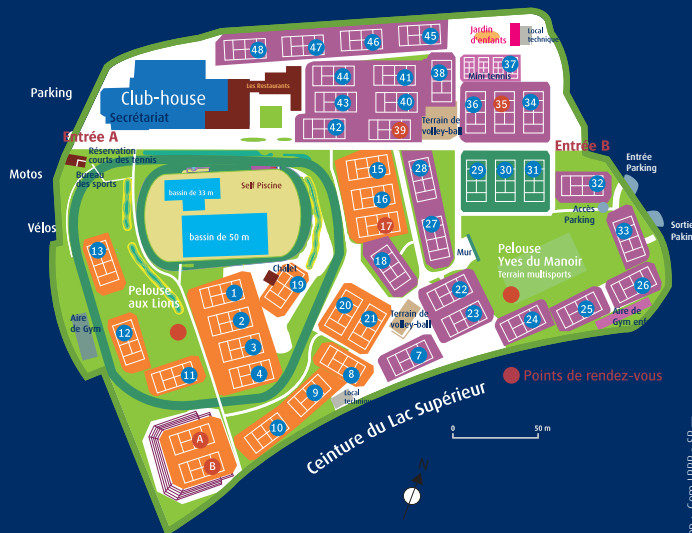 48
47
46
45
Jardin
d'enfants
Local
technique
44
41
38
Mini tennis
37
43
40
36
35
34
42
39
Terrain de
volley-ball
Parking
Club-house
Secrétariat
Les Restaurants
Entrée A
Réservation
courts des tennis
Bureau
des sports
Motos
Vélos
Entrée B
Entrée
Parking
Accès
Parking
Sortie
Paking
15
16
17
28
27
29
30
31
32
33
Self Piscine
bassin de 33 m
bassin de 50 m
18
Mur
Pelouse
Yves du Manoir
Terrain multisports
13
Pelouse
aux Lions
Chalet
19
1
2
3
4
20
21
Terrain de
volley-ball
22
23
24
25
26
Aire de
Gym enf
Aire
de Gym
12
11
7
8
9
10
Local
technique
A
B
Points de rendez-vous
Ceinture du Lac Supérieur
0
50 m
N